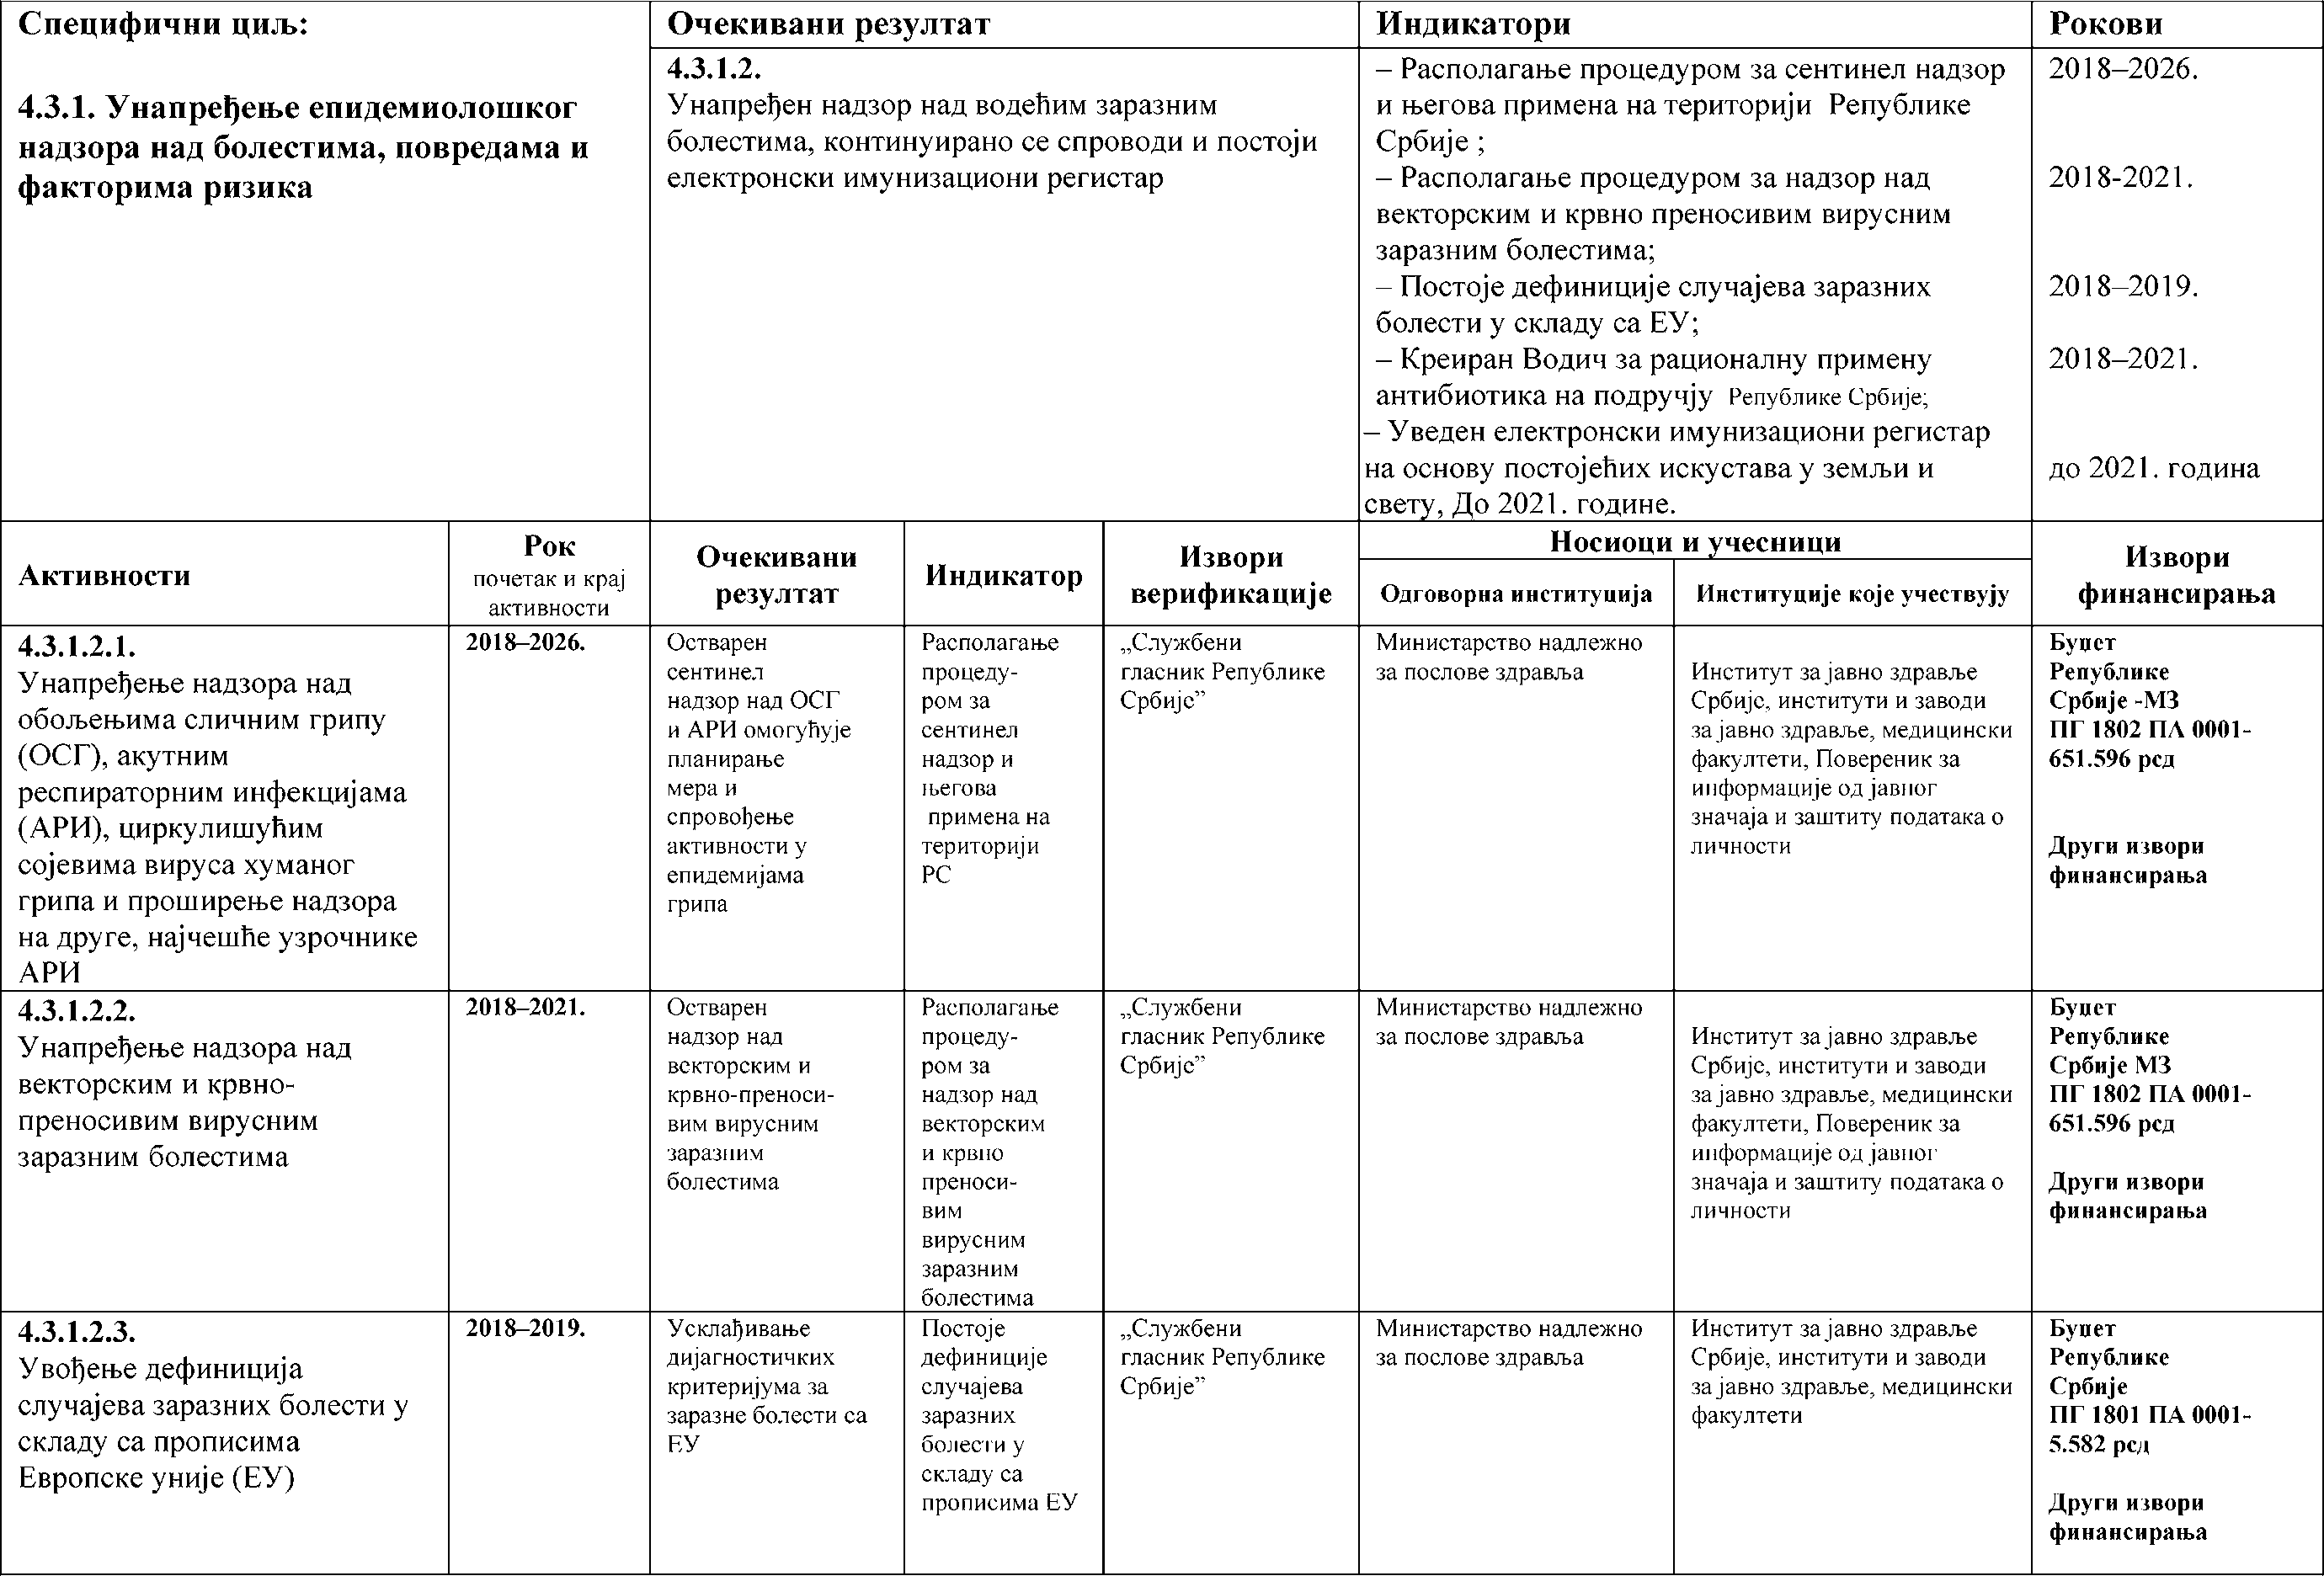 Специфични циљ:
4.3.1. Унапређење епидемиолошког
надзора над болестима, повредама и
факторима ризика
Очекивани резултат
4.3.1.2.
Унапређен надзор над водећим заразним
болестима, континуирано се спроводи и постоји
електронски имунизациони регистар
Индикатори
– Располагање процедуром за сентинел надзор
и његова примена на територији Републике
Србије ;
– Располагање процедуром за надзор над
векторским и крвно преносивим вирусним
заразним болестима;
– Постоје дефиниције случајева заразних
болести у складу са ЕУ;
– Креиран Водич за рационалну примену
антибиотика на подручју Републике Србије;
– Уведен електронски имунизациони регистар
на основу постојећих искустава у земљи и
свету, До 2021. године.
Рокови
2018–2026.
2018-2021.
2018–2019.
2018–2021.
до 2021. година
Активности
Рок
почетак и крај
активности
Очекивани
резултат
Индикатор
Извори
верификације
Носиоци и учесници
Одговорна институција
Институције које учествују
Извори
финансирања
4.3.1.2.1.
Унапређење надзора над
обољењима сличним грипу
(ОСГ), акутним
респираторним инфекцијама
(АРИ), циркулишућим
сојевима вируса хуманог
грипа и проширење надзора
на друге, најчешће узрочнике
АРИ
2018–2026.
Остварен
сентинел
надзор над ОСГ
и АРИ омогућује
планирање
мера и
спровођење
активности у
епидемијама
грипа
Располагање
процеду-
ром за
сентинел
надзор и
његова
примена на
територији
РС
„Службени
гласник Републике
Србије”
Министарство надлежно
за послове здравља
Институт за јавно здравље
Србије, институти и заводи
за јавно здравље, медицински
факултети, Повереник за
информације од јавног
значаја и заштиту података о
личности
Буџет
Републике
Србије -МЗ
ПГ 1802 ПА 0001-
651.596 рсд
Други извори
финансирања
4.3.1.2.2.
Унапређење надзора над
векторским и крвно-
преносивим вирусним
заразним болестима
2018–2021.
Остварен
надзор над
векторским и
крвно-преноси-
вим вирусним
заразним
болестима
Располагање
процеду-
ром за
надзор над
векторским
и крвно
преноси-
вим
вирусним
заразним
болестима
„Службени
гласник Републике
Србије”
Министарство надлежно
за послове здравља
Институт за јавно здравље
Србије, институти и заводи
за јавно здравље, медицински
факултети, Повереник за
информације од јавног
значаја и заштиту података о
личности
Буџет
Републике
Србије МЗ
ПГ 1802 ПА 0001-
651.596 рсд
Други извори
финансирања
4.3.1.2.3.
Увођење дефиниција
случајева заразних болести у
складу са прописима
Европске уније (ЕУ)
2018–2019.
Усклађивање
дијагностичких
критеријума за
заразне болести са
ЕУ
Постоје
дефиниције
случајева
заразних
болести у
складу са
прописима ЕУ
„Службени
гласник Републике
Србије”
Министарство надлежно
за послове здравља
Институт за јавно здравље
Србије, институти и заводи
за јавно здравље, медицински
факултети
Буџет
Републике
Србије
ПГ 1801 ПА 0001-
5.582 рсд
Други извори
финансирања